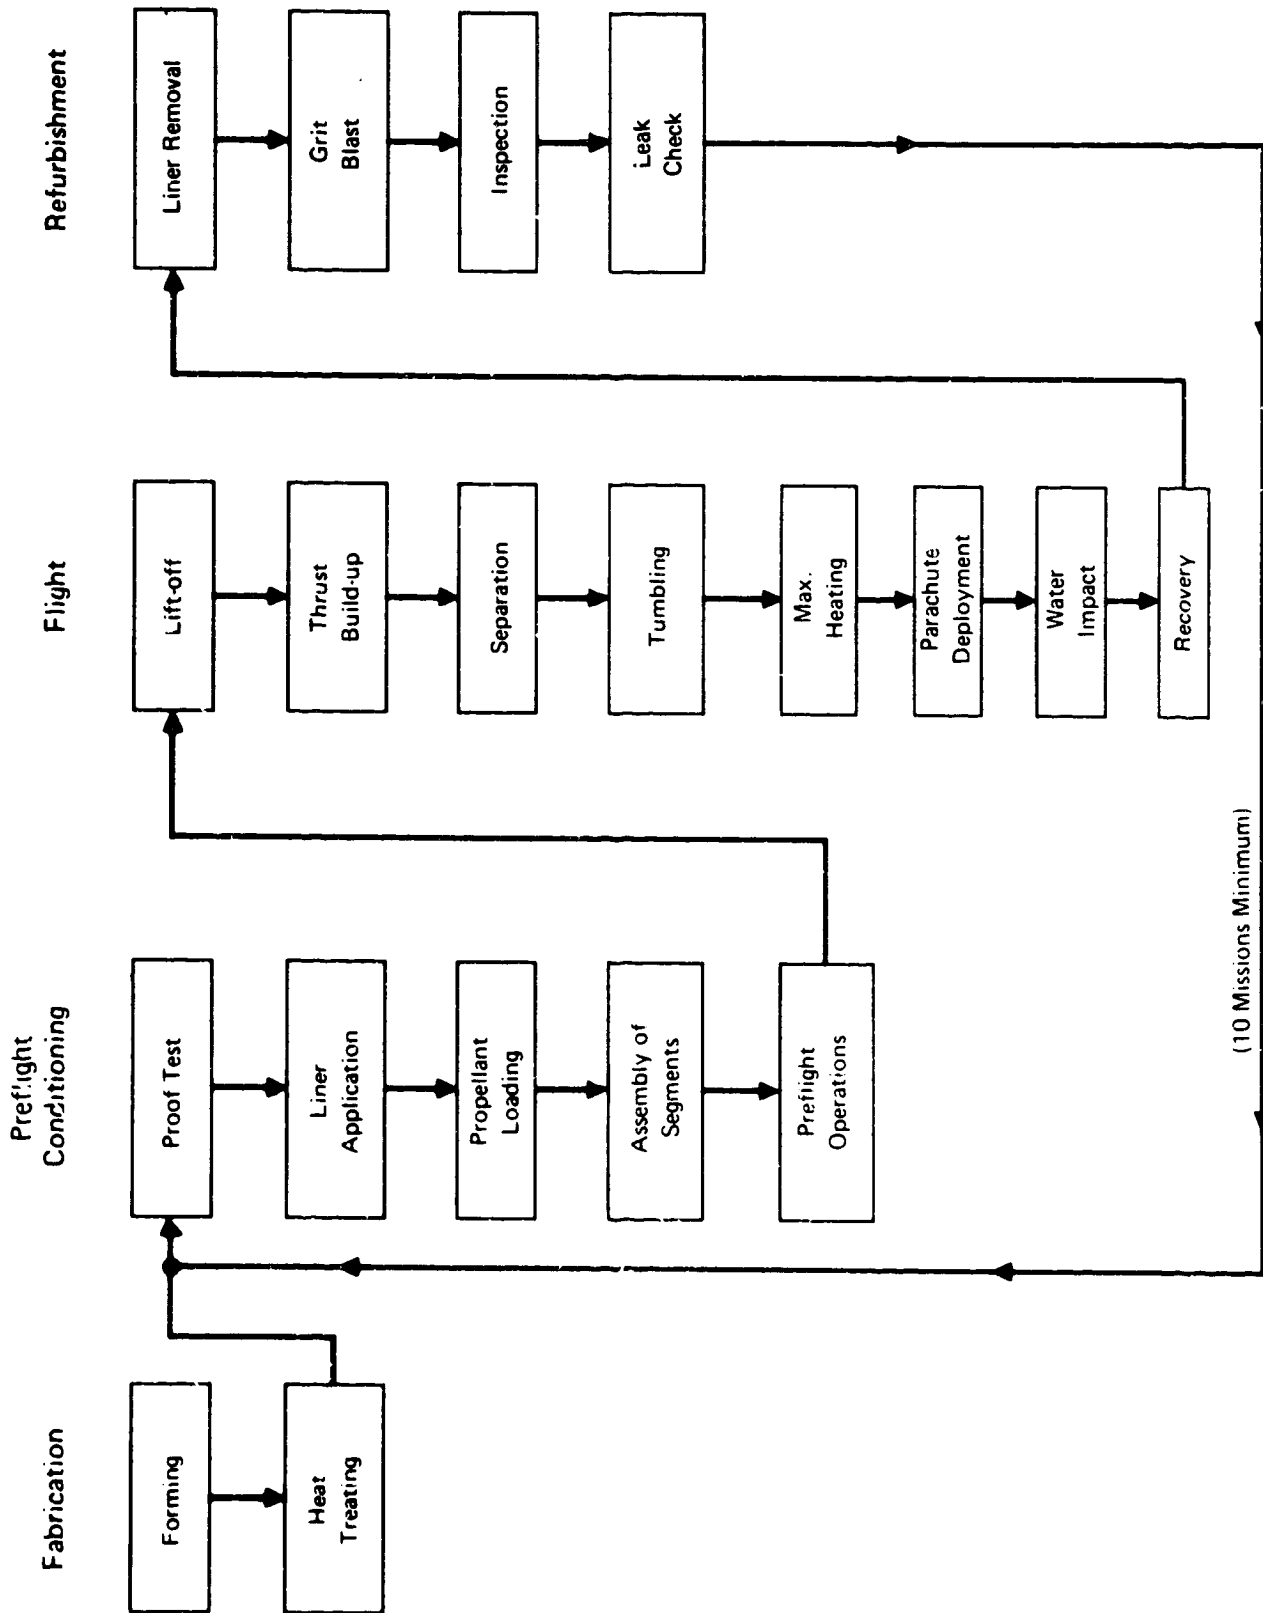 Fabrication
Forming
Heat
Treating
Preflight
Conditioning
Proof Test
Liner
Application
Propellant
Loading
Assembly of
Segments
Preflight
Operations
Flight
Lift-off
Thrust
Build-up
Separation
Tumbling
Max.
Heating
Parachute
Deployment
Water
Impact
Recovery
Refurbishment
Liner Removal
Grit
Blast
Inspection
Leak
Check
(10 Missions Minimum)